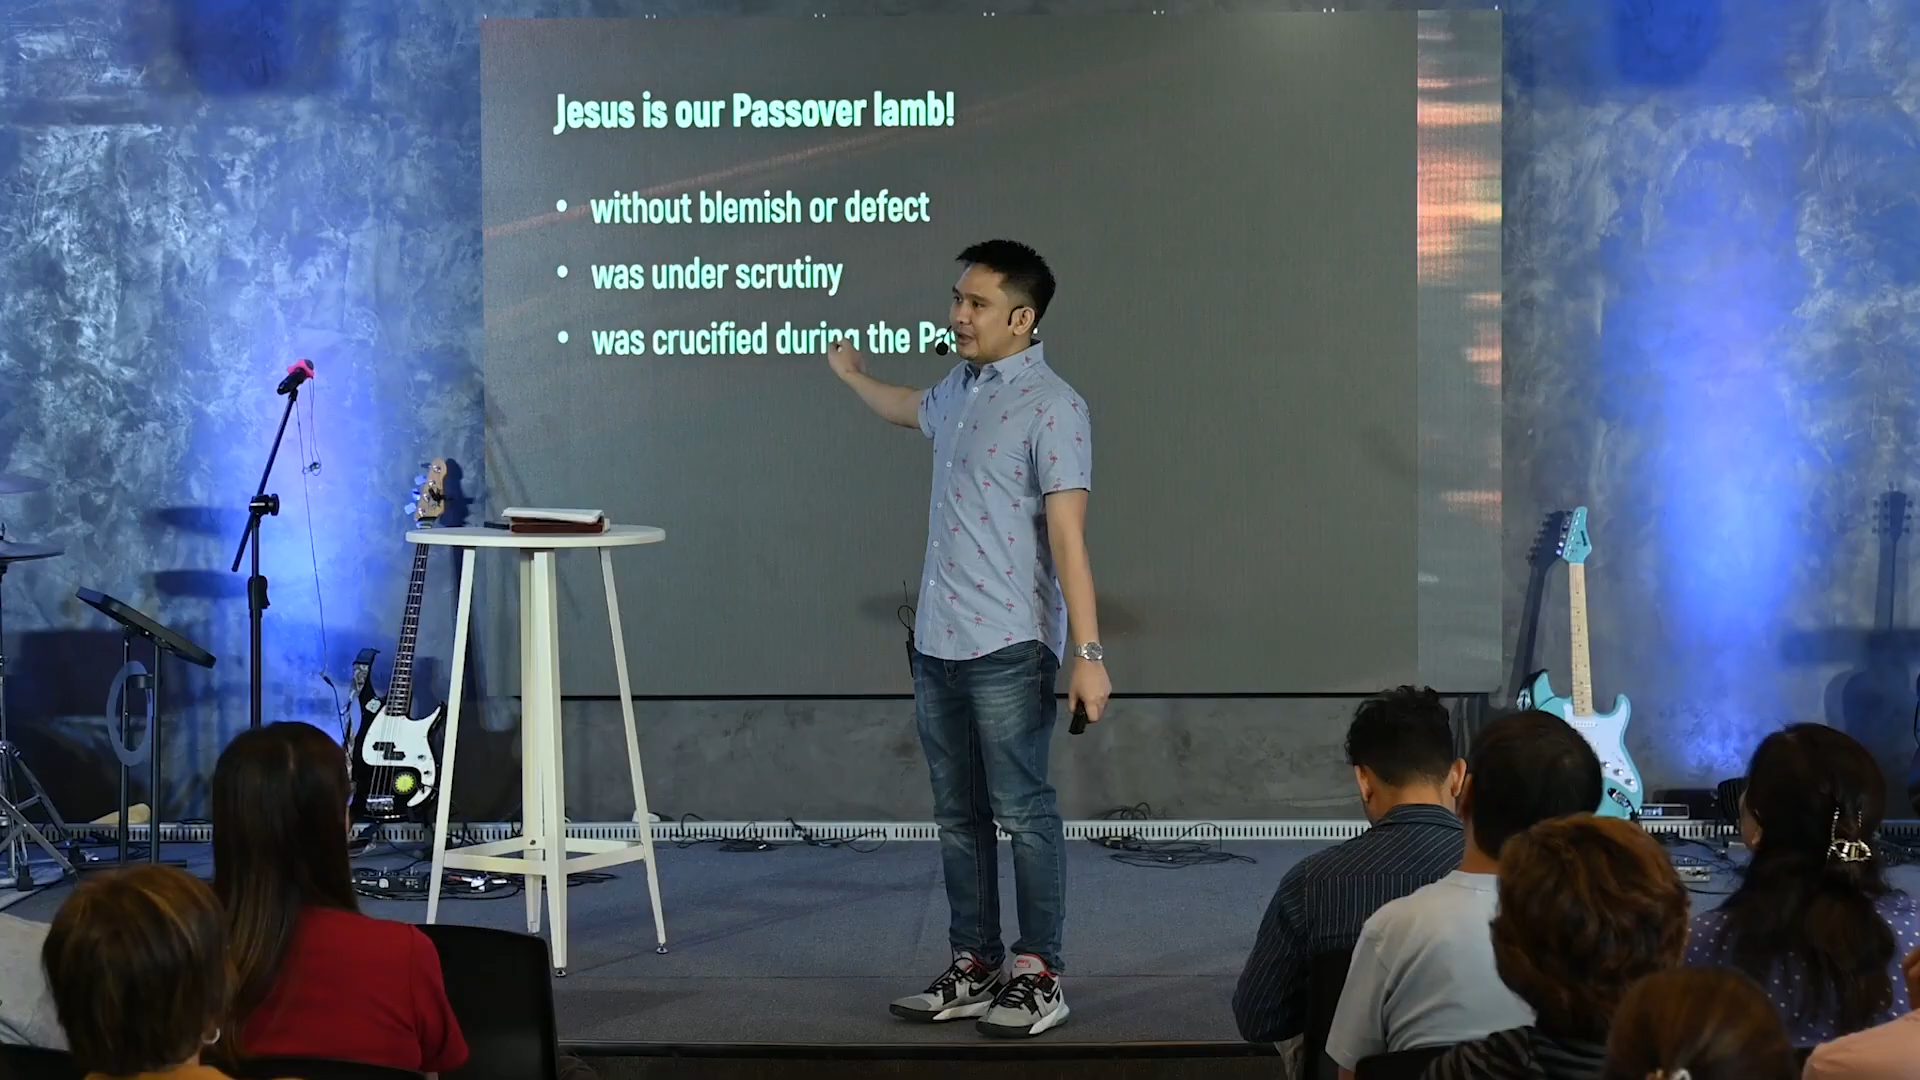 Jesus is our Passover lamb!
• without blemish or defect
• was under scrutiny
• was crucified during the